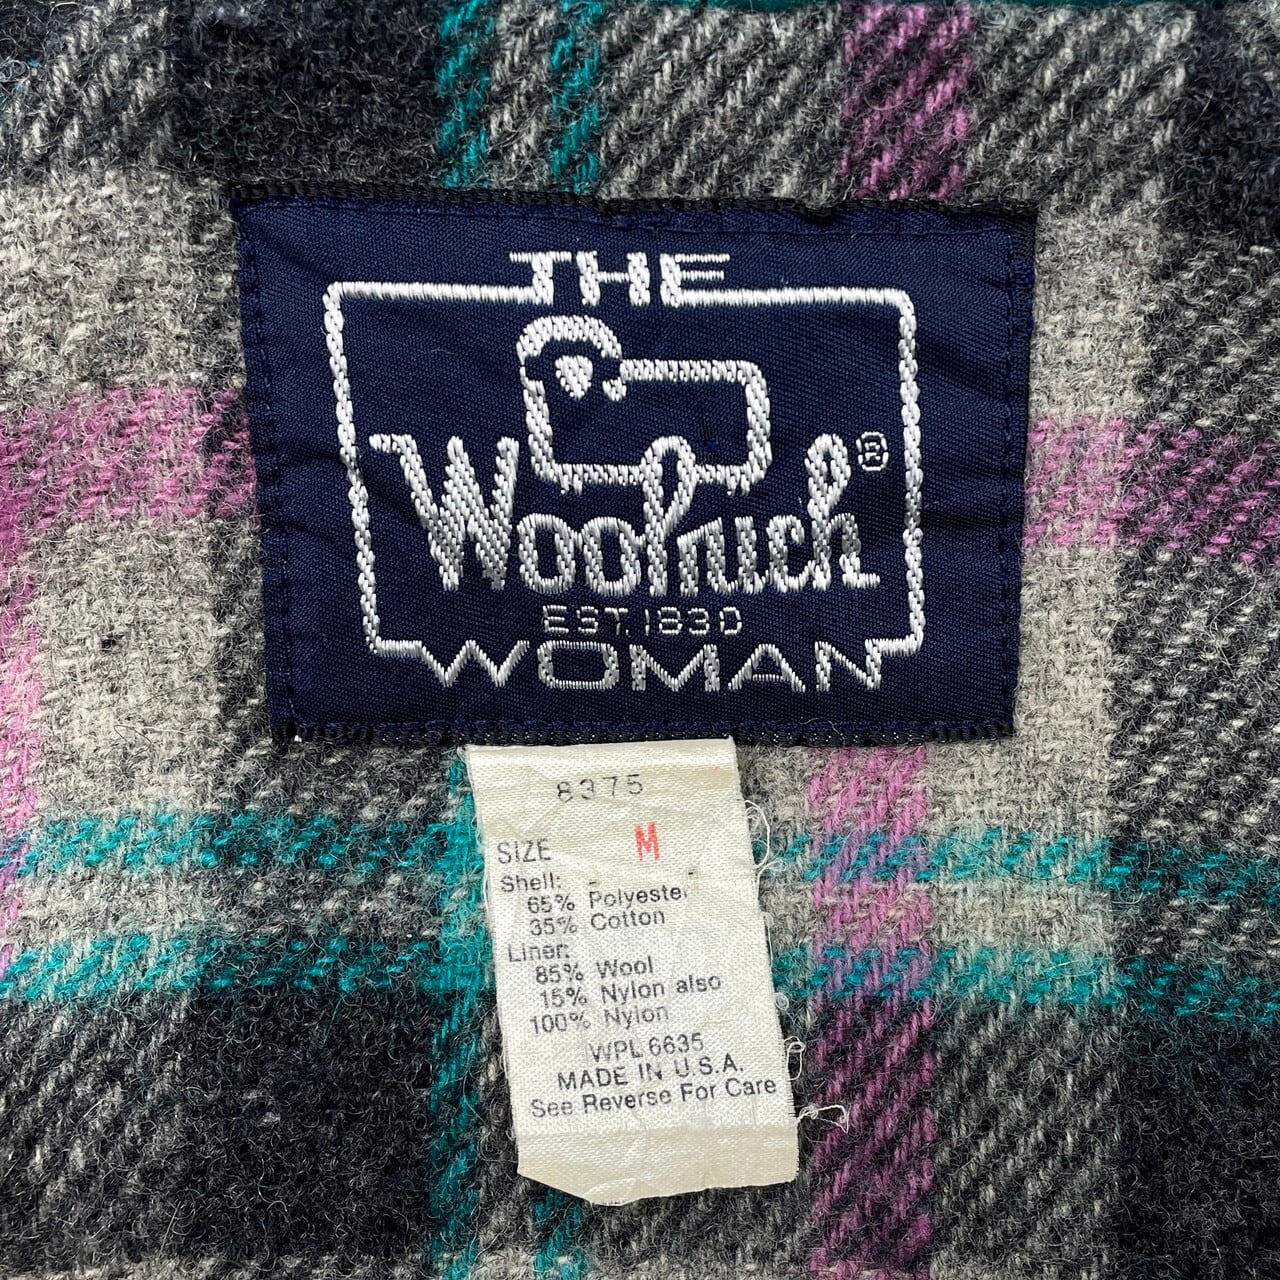 THE
Woolrich®
EST. 1830
WOMAN
8375
SIZE M
Shell:
65% Polyester
35% Cotton
Liner:
85% Wool
15% Nylon also
100% Nylon
WPL 6635
MADE IN U.S.A.
See Reverse For Care